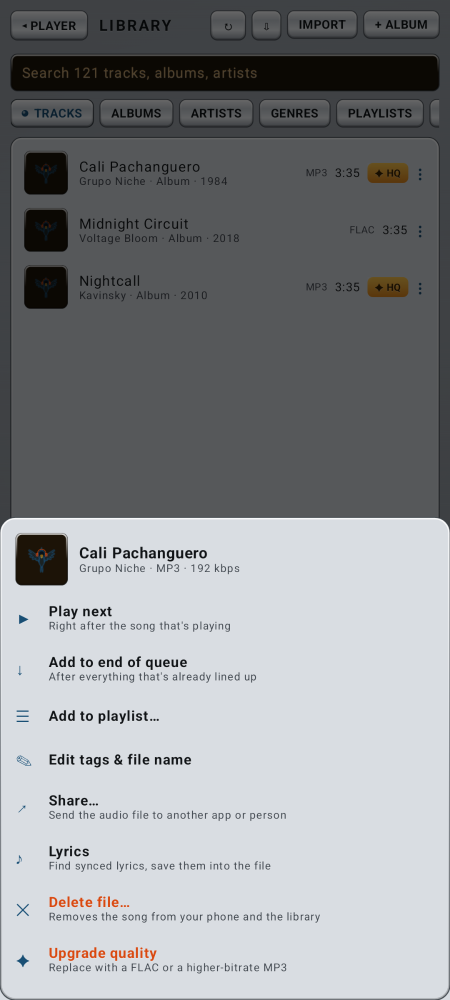 ◂ PLAYER LIBRARY ↻ ⇩ IMPORT + ALBUM
Search 121 tracks, albums, artists
TRACKS ALBUMS ARTISTS GENRES PLAYLISTS
Cali Pachanguero MP3 3:35 ✦ HQ
Grupo Niche · Album · 1984
Midnight Circuit FLAC 3:35
Voltage Bloom · Album · 2018
Nightcall MP3 3:35 ✦ HQ
Kavinsky · Album · 2010
Cali Pachanguero
Grupo Niche · MP3 · 192 kbps
Play next
Right after the song that's playing
Add to end of queue
After everything that's already lined up
Add to playlist…
Edit tags & file name
Share…
Send the audio file to another app or person
Lyrics
Find synced lyrics, save them into the file
Delete file…
Removes the song from your phone and the library
Upgrade quality
Replace with a FLAC or a higher-bitrate MP3